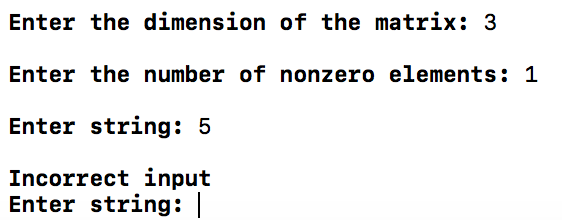 Enter the dimension of the matrix: 3
Enter the number of nonzero elements: 1
Enter string: 5
Incorrect input
Enter string: